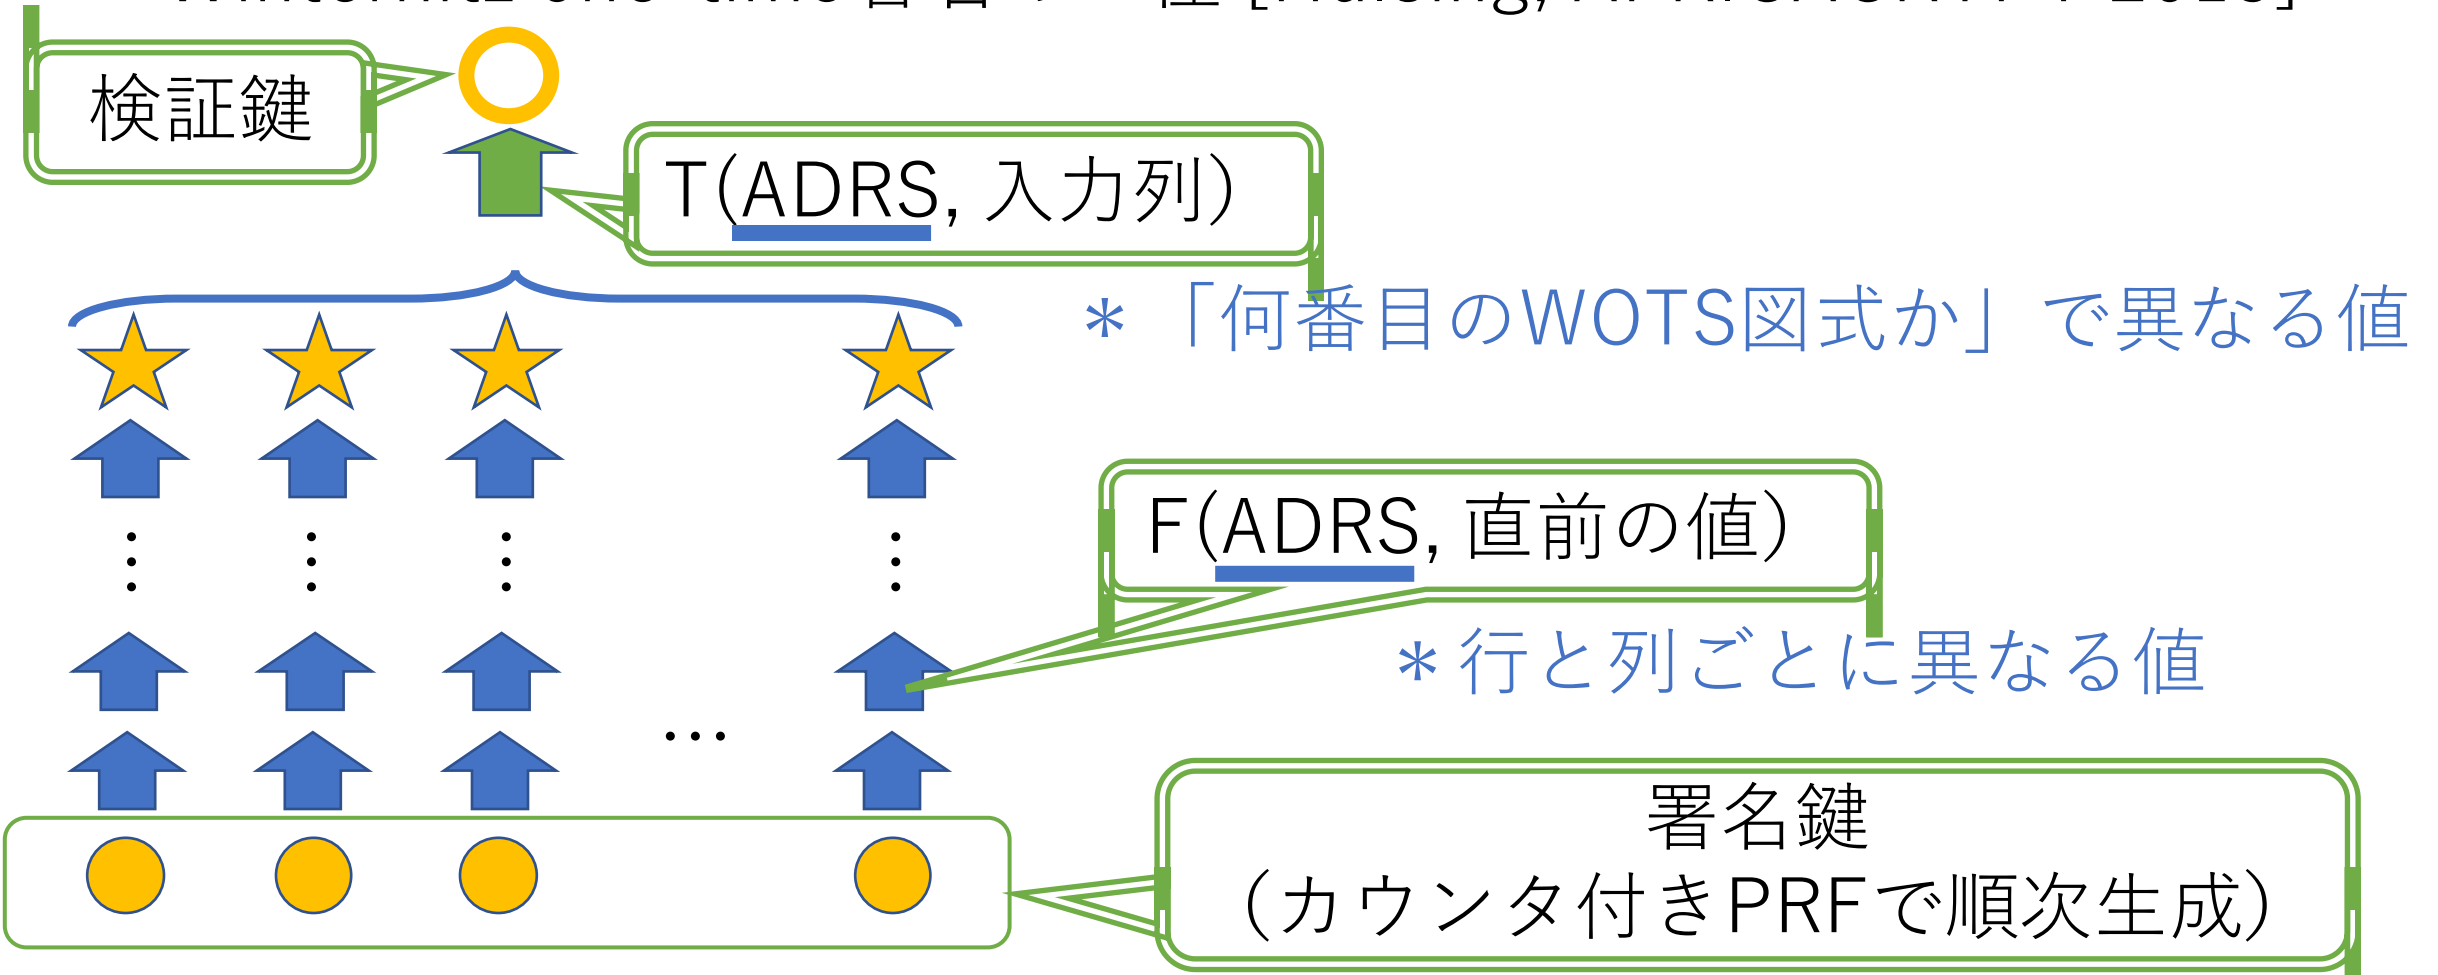 検証鍵
T(ADRS, 入力列)
*「何番目のWOTS図式か」で異なる値
F(ADRS, 直前の値)
* 行と列ごとに異なる値
…
署名鍵
(カウンタ付きPRFで順次生成)